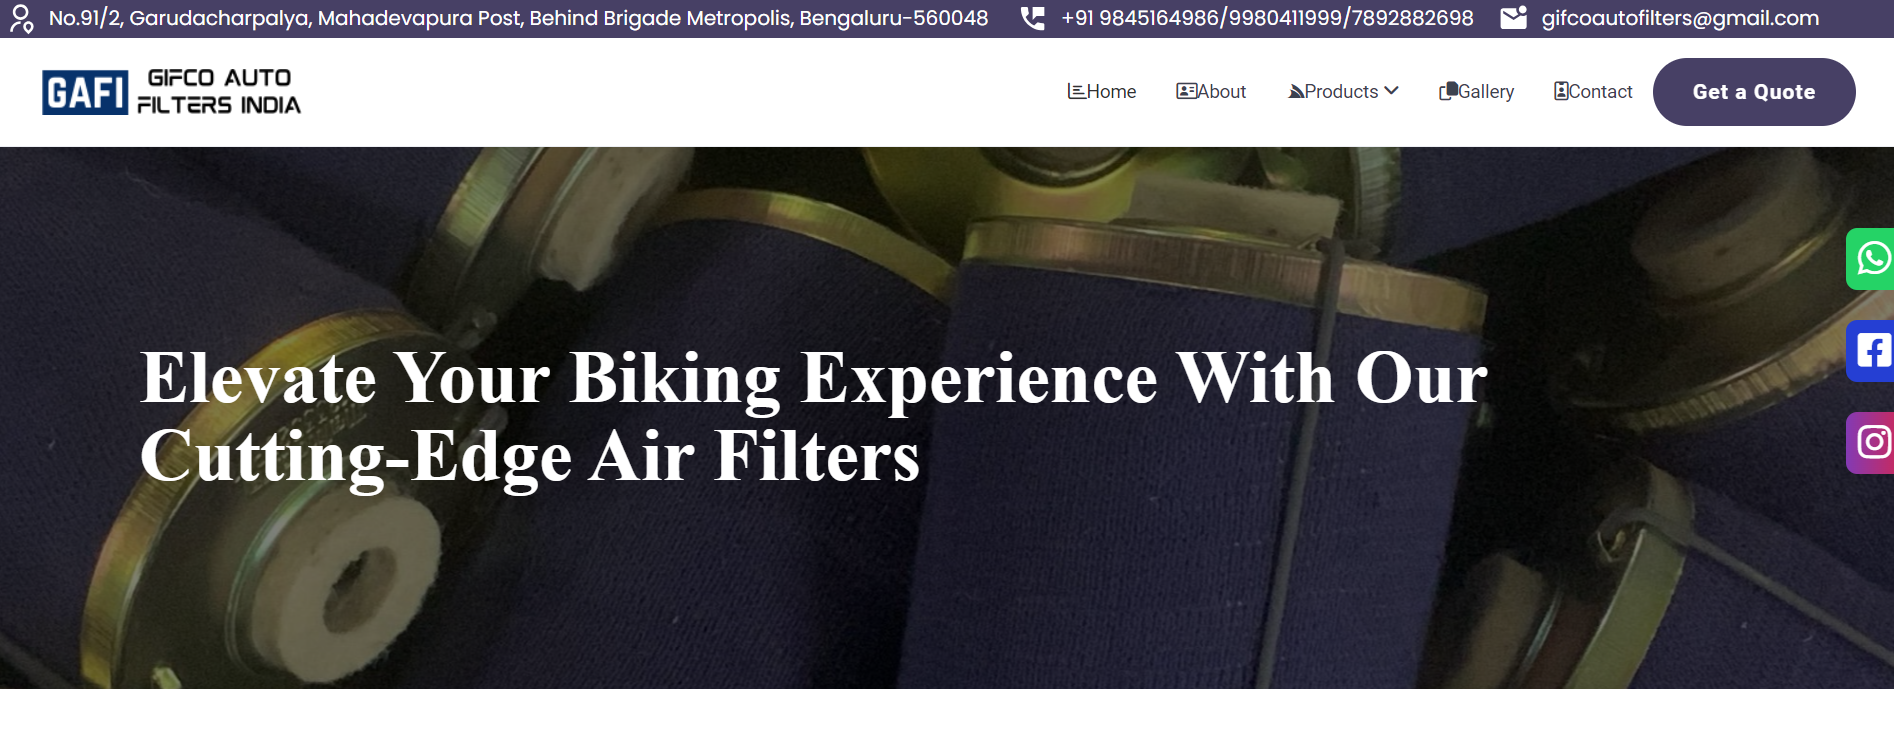 No.91/2, Garudacharpalya, Mahadevapura Post, Behind Brigade Metropolis, Bengaluru-560048 +91 9845164986/9980411999/7892882698 gifcoautofilters@gmail.com
GAFI GIFCO AUTO
FILTERS INDIA
Home About Products Gallery Contact Get a Quote
Elevate Your Biking Experience With Our
Cutting-Edge Air Filters